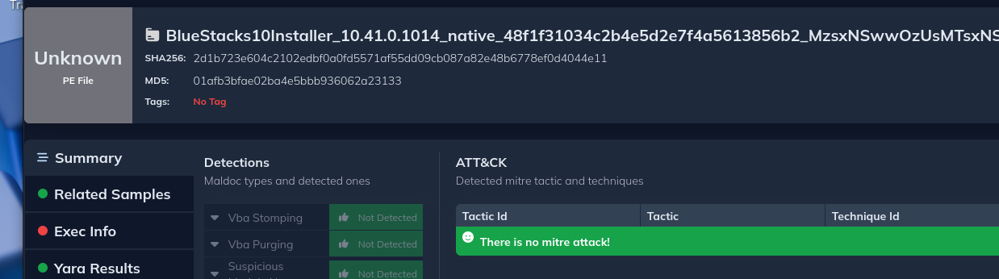 Unknown
PE File
BlueStacks10Installer_10.41.0.1014_native_48f1f31034c2b4e5d2e7f4a5613856b2_MzsxNSwwOzUsMTsxNS
SHA256: 2d1b723e604c2102edbf0a0fd5571af55dd09cb087a82e48b6778ef0d4044e11
MD5: 01afb3bfae02ba4e5bbb936062a23133
Tags: No Tag
Summary
Related Samples
Exec Info
Yara Results
Detections
Maldoc types and detected ones
Vba Stomping Not Detected
Vba Purging Not Detected
Suspicious
Not Detected
ATT&CK
Detected mitre tactic and techniques
Tactic Id Tactic Technique Id
There is no mitre attack!